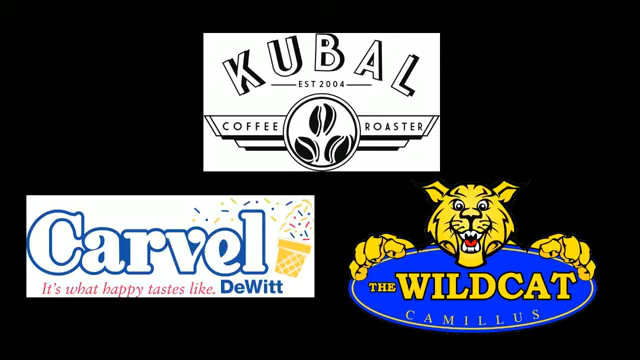 KUBAL
EST 2004
COFFEE ROASTER
Carvel
It's what happy tastes like. DeWitt
THE WILDCAT
CAMILLUS